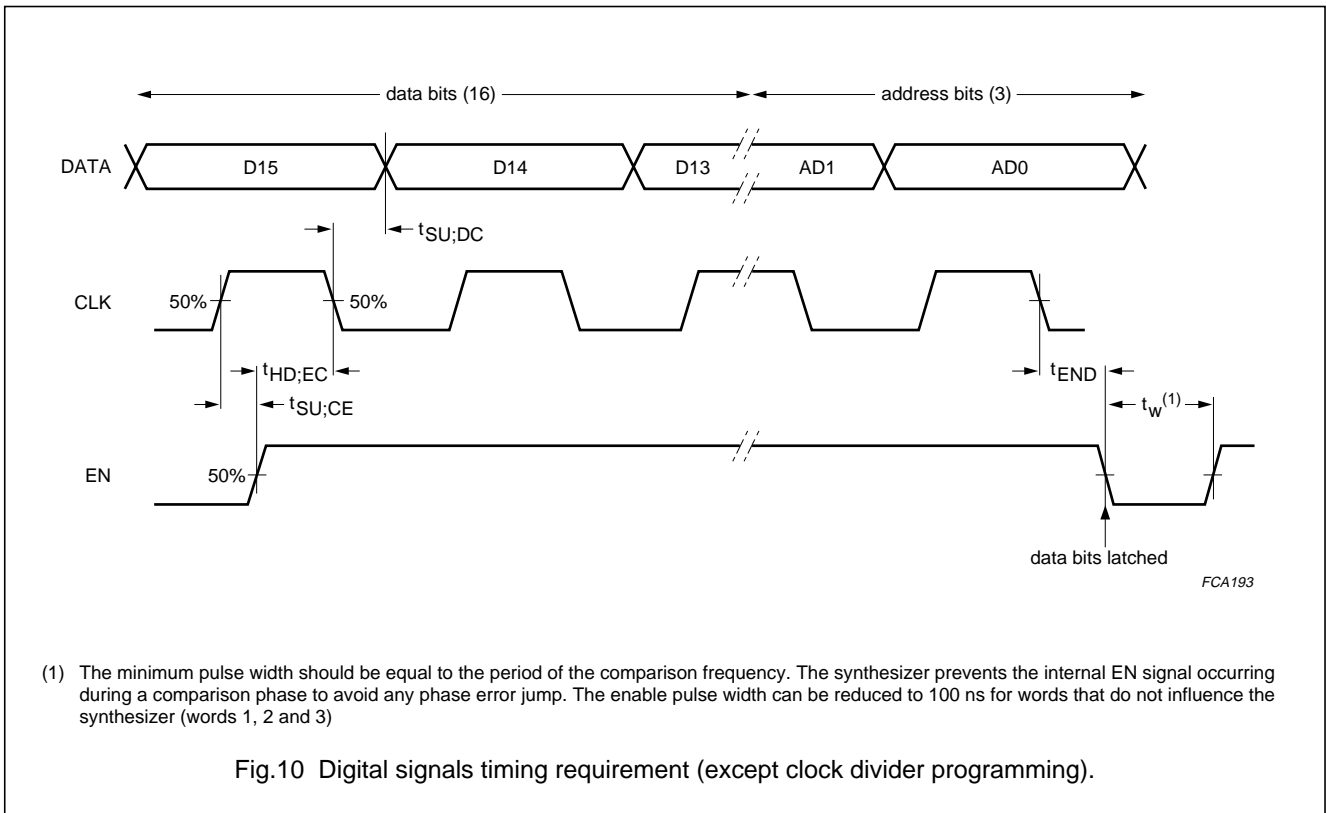 data bits (16) address bits (3)
DATA D15 D14 D13 AD1 AD0
tSU;DC
CLK 50% 50%
tHD;EC tEND
tSU;CE tw(1)
EN 50%
data bits latched
FCA193
(1) The minimum pulse width should be equal to the period of the comparison frequency. The synthesizer prevents the internal EN signal occurring
during a comparison phase to avoid any phase error jump. The enable pulse width can be reduced to 100 ns for words that do not influence the
synthesizer (words 1, 2 and 3)
Fig.10 Digital signals timing requirement (except clock divider programming).